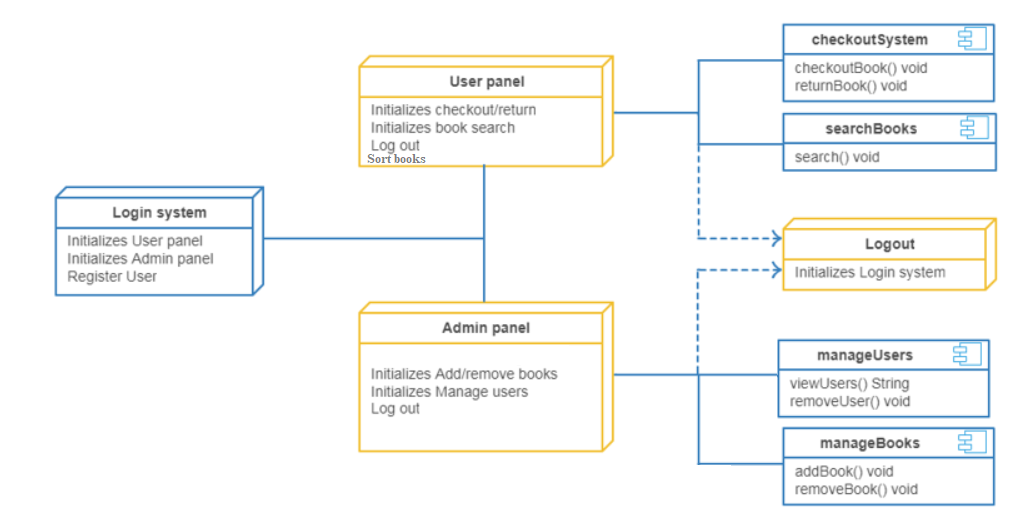 checkoutSystem
checkoutBook() void
returnBook() void
User panel
Initializes checkout/return
Initializes book search
Log out
Sort books
searchBooks
search() void
Login system
Initializes User panel
Initializes Admin panel
Register User
Logout
Initializes Login system
Admin panel
Initializes Add/remove books
Initializes Manage users
Log out
manageUsers
viewUsers() String
removeUser() void
manageBooks
addBook() void
removeBook() void